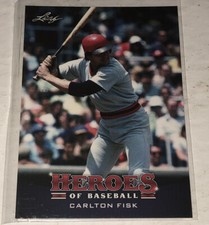 Leaf
HEROES
OF BASEBALL
CARLTON FISK